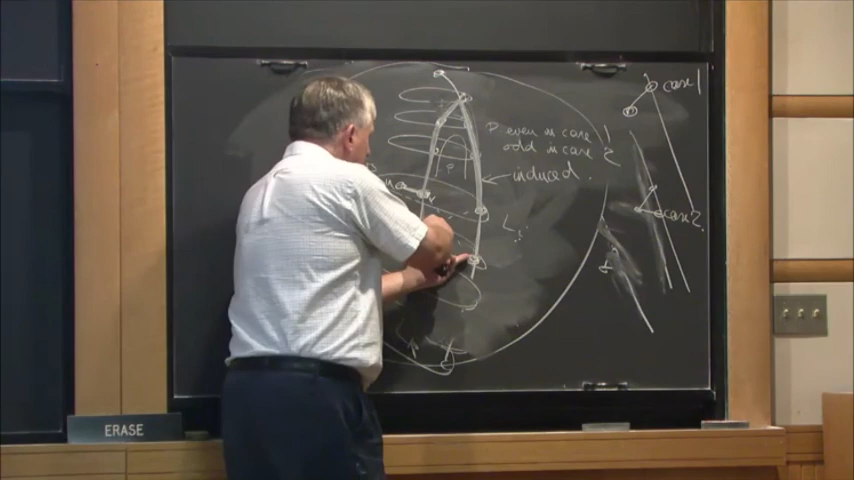 case 1
P even in case 1
odd in case 2
P
induced.
case 2.
L
ERASE